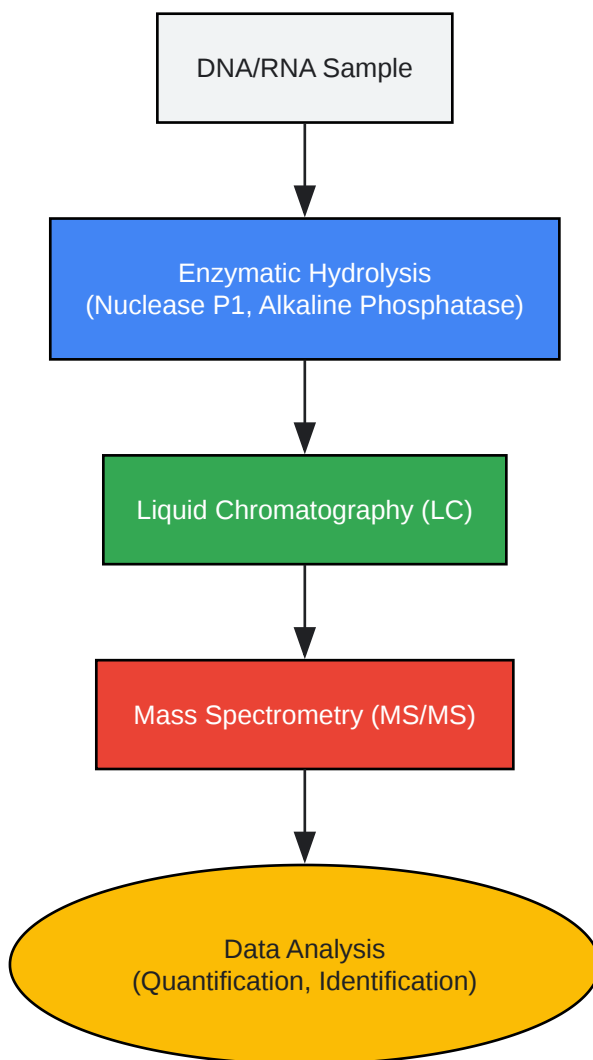 DNA/RNA Sample
Enzymatic Hydrolysis
(Nuclease P1, Alkaline Phosphatase)
Liquid Chromatography (LC)
Mass Spectrometry (MS/MS)
Data Analysis
(Quantification, Identification)